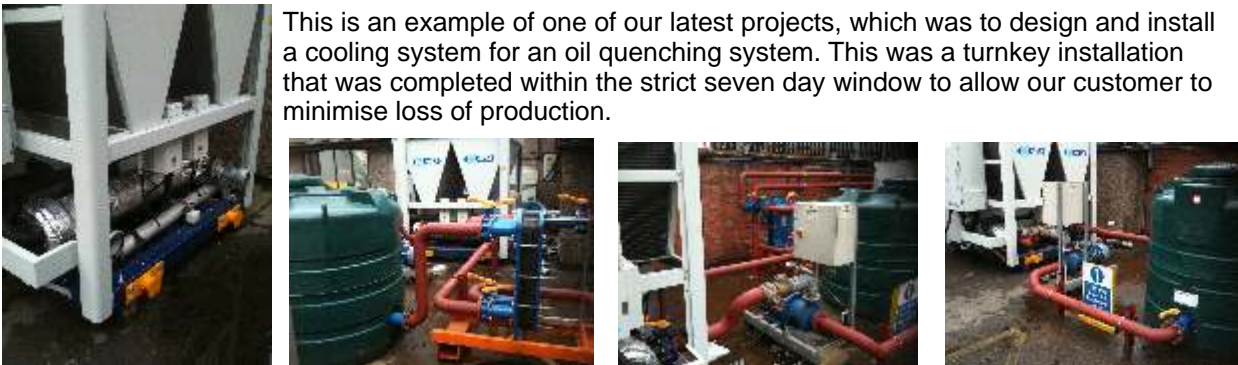 This is an example of one of our latest projects, which was to design and install
a cooling system for an oil quenching system. This was a turnkey installation
that was completed within the strict seven day window to allow our customer to
minimise loss of production.